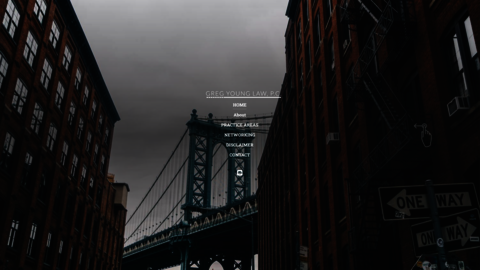 GREG YOUNG LAW, P.C
HOME
About
PRACTICE AREAS
NETWORKING
DISCLAIMER
CONTACT
ONE WAY
ONE WAY